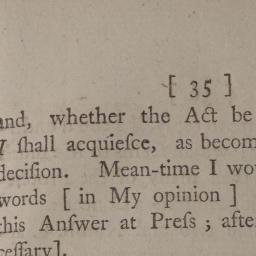 [ 35 ]
and, whether the Act be
I ſhall acquieſce, as becom
deciſion. Mean-time I wou
words [ in My opinion ]
this Anſwer at Preſs ; afte
ceſſary].